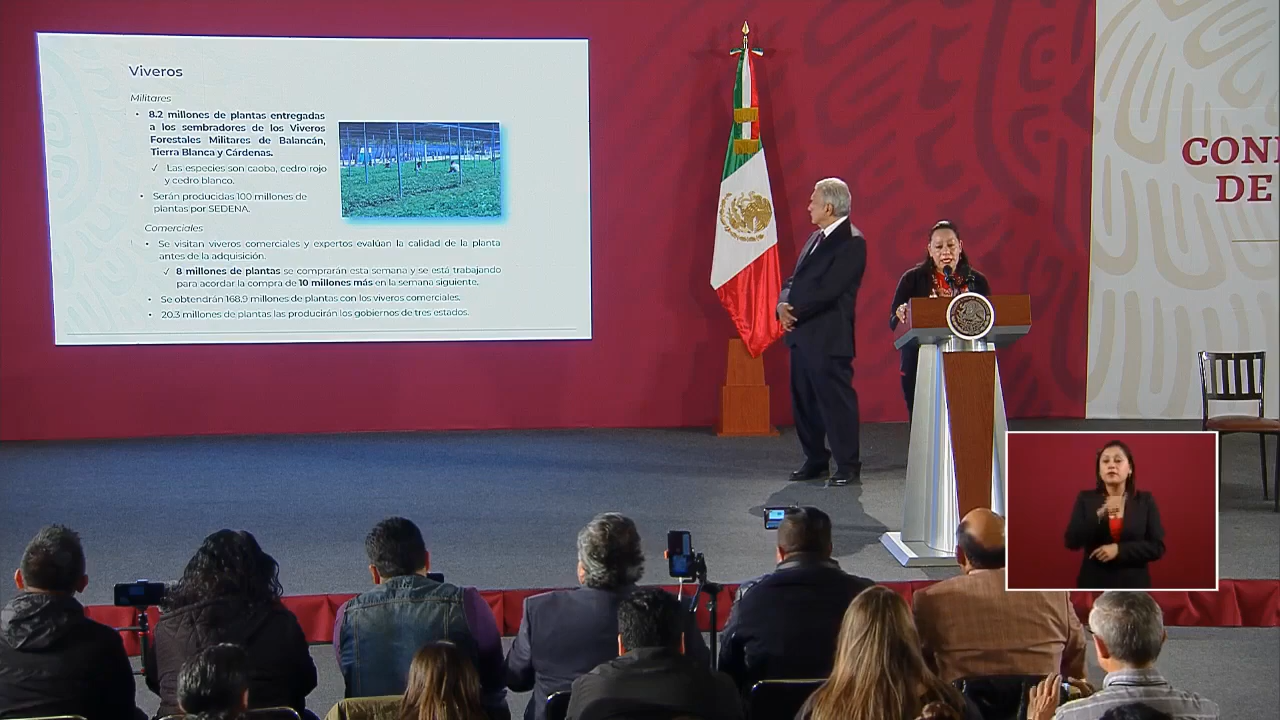 Viveros
Militares
• 8.2 millones de plantas entregadas
a los sembradores de los Viveros
Forestales Militares de Balancán,
Tierra Blanca y Cárdenas.
✓ Las especies son caoba, cedro rojo
y cedro blanco.
• Serán producidas 100 millones de
plantas por SEDENA.
Comerciales
• Se visitan viveros comerciales y expertos evalúan la calidad de la planta
antes de la adquisición.
✓ 8 millones de plantas se comprarán esta semana y se está trabajando
para acordar la compra de 10 millones más en la semana siguiente.
• Se obtendrán 168.9 millones de plantas con los viveros comerciales.
• 20.3 millones de plantas las producirán los gobiernos de tres estados.
CON
DE